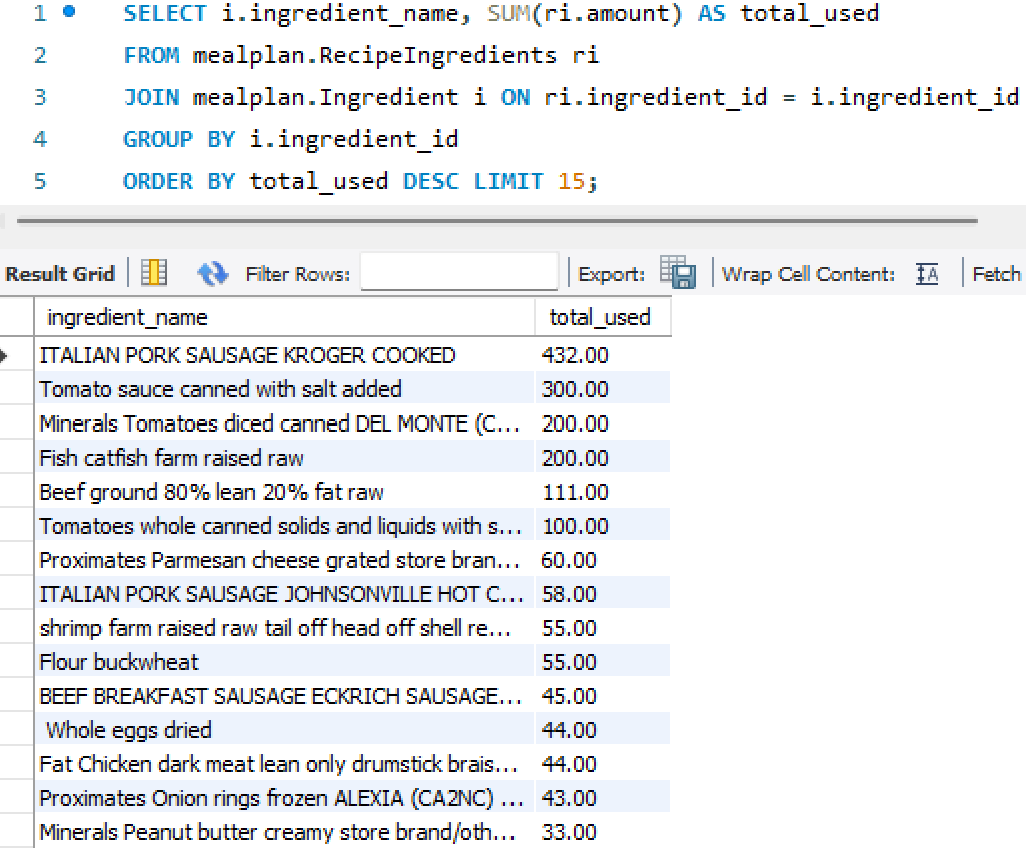 1 SELECT i.ingredient_name, SUM(ri.amount) AS total_used
2 FROM mealplan.RecipeIngredients ri
3 JOIN mealplan.Ingredient i ON ri.ingredient_id = i.ingredient_id
4 GROUP BY i.ingredient_id
5 ORDER BY total_used DESC LIMIT 15;
Result Grid Filter Rows: Export: Wrap Cell Content: Fetch
ingredient_name total_used
ITALIAN PORK SAUSAGE KROGER COOKED 432.00
Tomato sauce canned with salt added 300.00
Minerals Tomatoes diced canned DEL MONTE (C... 200.00
Fish catfish farm raised raw 200.00
Beef ground 80% lean 20% fat raw 111.00
Tomatoes whole canned solids and liquids with s... 100.00
Proximates Parmesan cheese grated store bran... 60.00
ITALIAN PORK SAUSAGE JOHNSONVILLE HOT C... 58.00
shrimp farm raised raw tail off head off shell re... 55.00
Flour buckwheat 55.00
BEEF BREAKFAST SAUSAGE ECKRICH SAUSAGE... 45.00
Whole eggs dried 44.00
Fat Chicken dark meat lean only drumstick brais... 44.00
Proximates Onion rings frozen ALEXIA (CA2NC) ... 43.00
Minerals Peanut butter creamy store brand/oth... 33.00